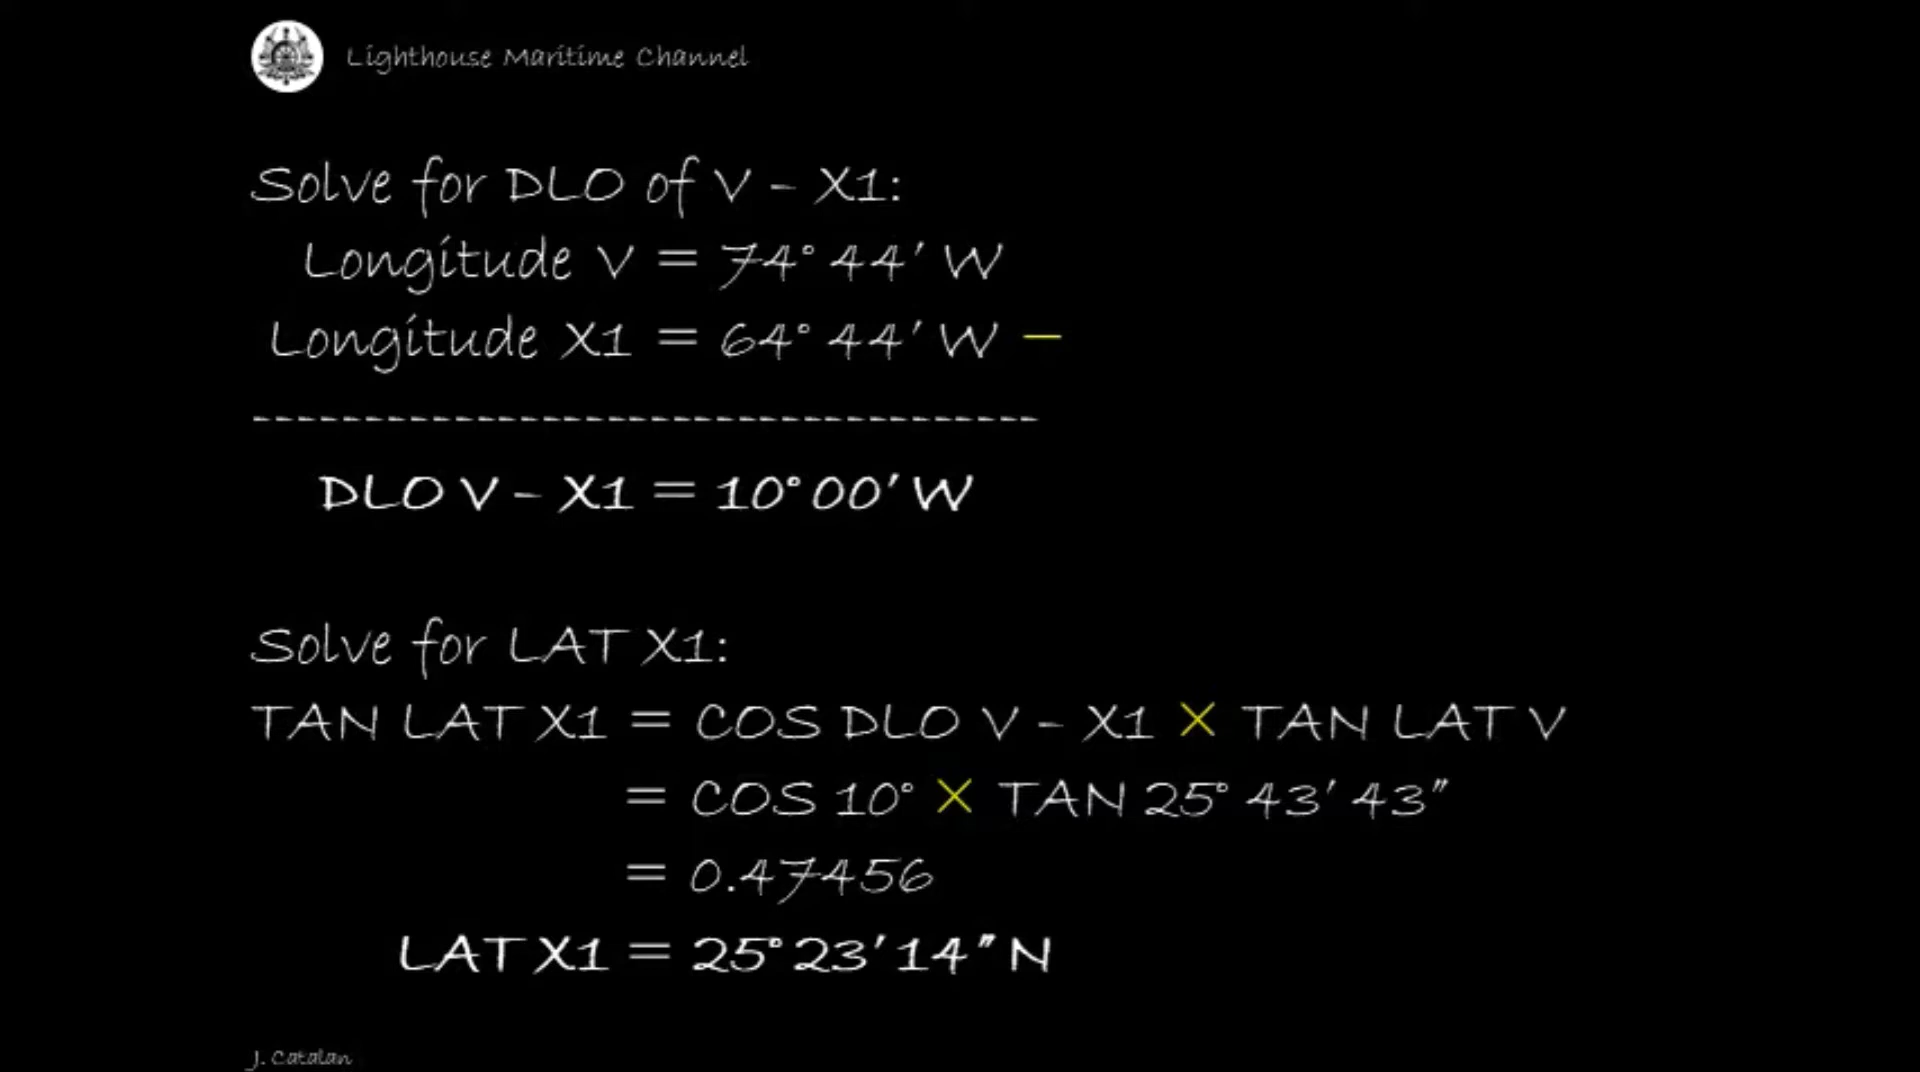 Lighthouse Maritime Channel
Solve for DLO of V - X1:
Longitude V = 74° 44' W
Longitude X1 = 64° 44' W —
------------------------------------
DLO V - X1 = 10° 00' W
Solve for LAT X1:
TAN LAT X1 = COS DLO V - X1 × TAN LAT V
= COS 10° × TAN 25° 43' 43"
= 0.47456
LAT X1 = 25° 23' 14" N
J. Catalan